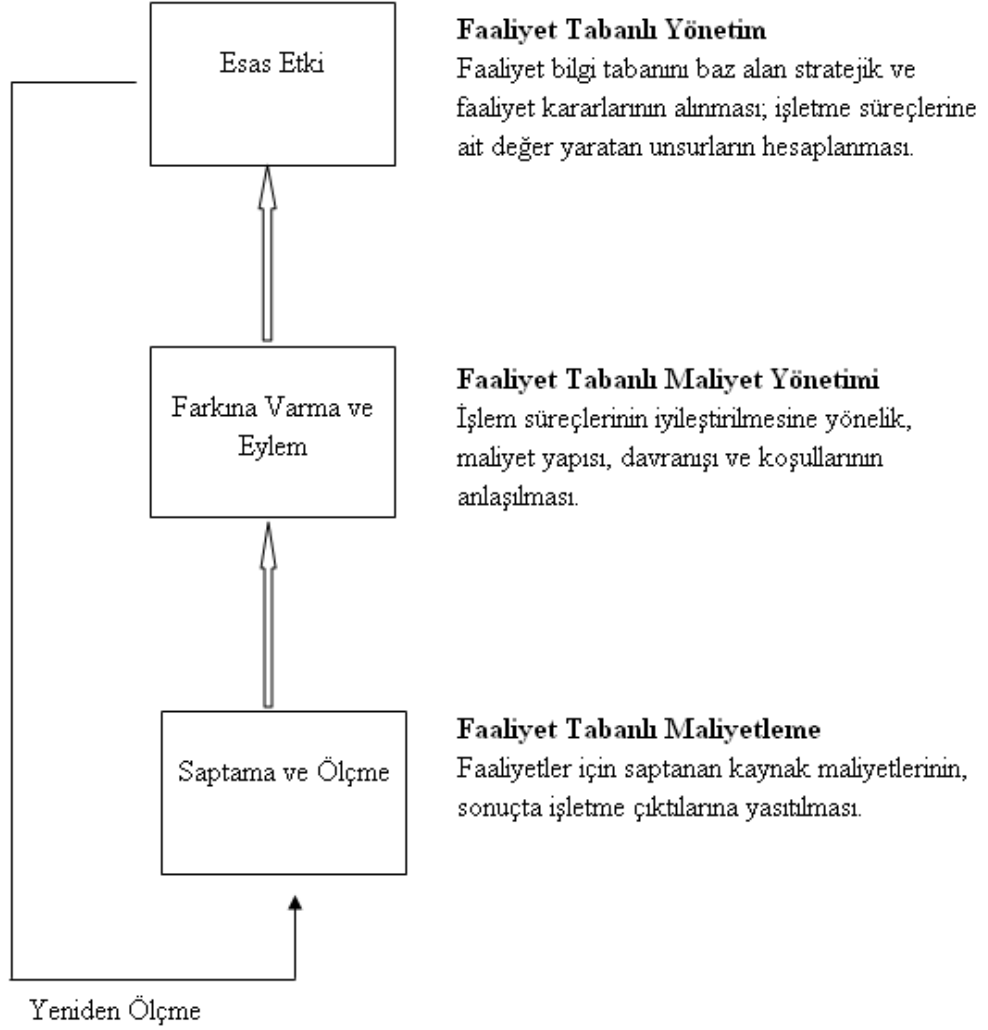 Esas Etki
Faaliyet Tabanlı Yönetim
Faaliyet bilgi tabanını baz alan stratejik ve
faaliyet kararlarının alınması; işletme süreçlerine
ait değer yaratan unsurların hesaplanması.
Farkına Varma ve
Eylem
Faaliyet Tabanlı Maliyet Yönetimi
İşlem süreçlerinin iyileştirilmesine yönelik,
maliyet yapısı, davranışı ve koşullarının
anlaşılması.
Saptama ve Ölçme
Faaliyet Tabanlı Maliyetleme
Faaliyetler için saptanan kaynak maliyetlerinin,
sonuçta işletme çıktılarına yasıtılması.
Yeniden Ölçme